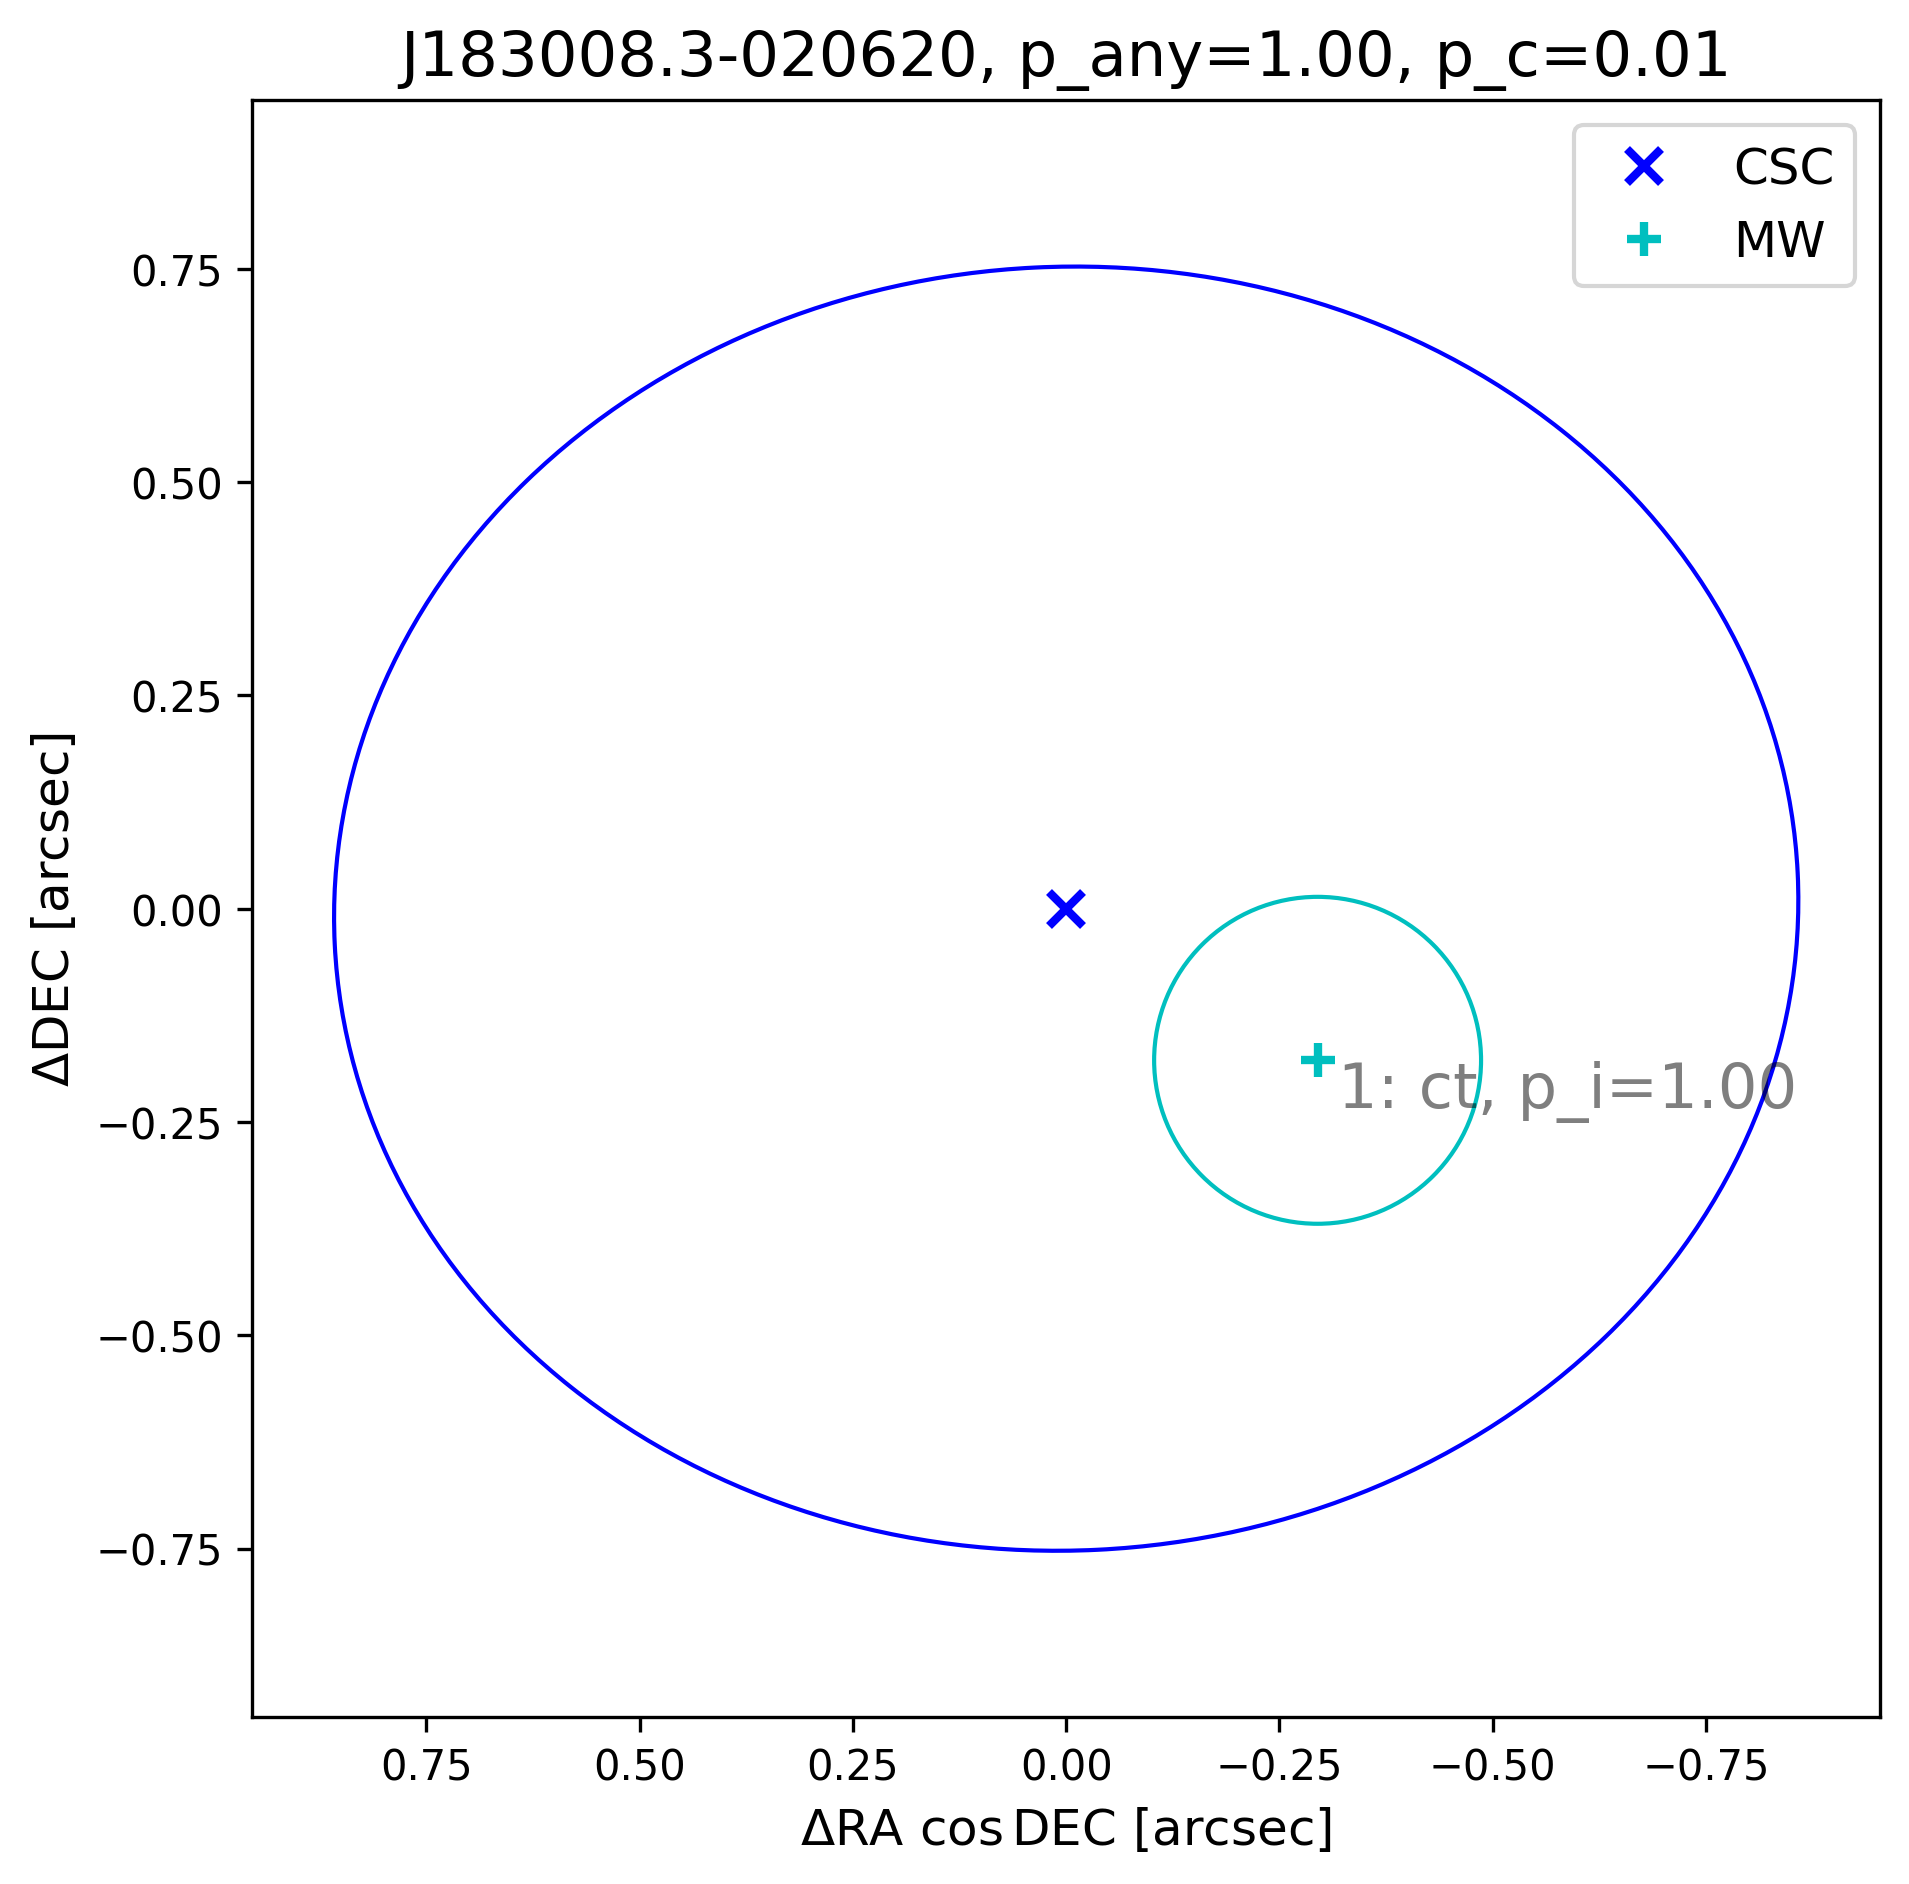 J183008.3-020620, p_any=1.00, p_c=0.01
CSC
MW
0.75
0.50
0.25
0.00
−0.25
−0.50
−0.75
ΔDEC [arcsec]
1: ct, p_i=1.00
0.75 0.50 0.25 0.00 −0.25 −0.50 −0.75
ΔRA cos DEC [arcsec]